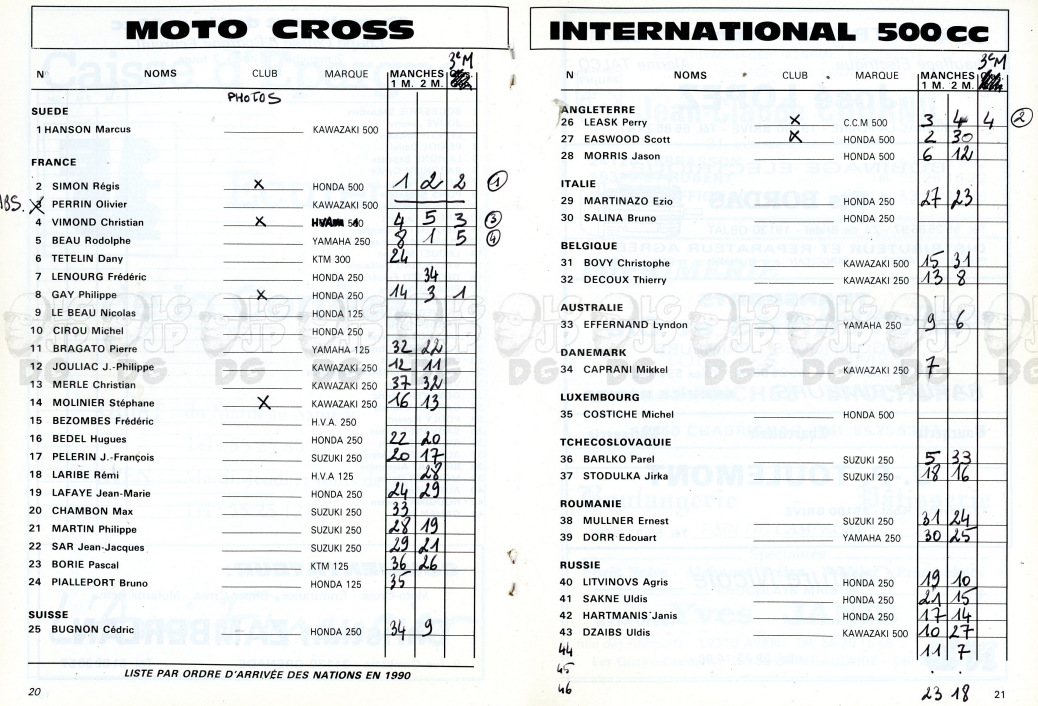 MOTO CROSS
3e M
N° NOMS CLUB MARQUE MANCHES
1 M. 2 M.
PHOTOS
SUEDE
1 HANSON Marcus KAWAZAKI 500
FRANCE
2 SIMON Régis X HONDA 500 1 2 2 1
ABS. X 3 PERRIN Olivier KAWAZAKI 500
4 VIMOND Christian X 500 4 5 3 3
5 BEAU Rodolphe YAMAHA 250 8 1 5 4
6 TETELIN Dany KTM 300 24
7 LENOURG Frédéric HONDA 250 34
8 GAY Philippe X HONDA 250 14 3 1
9 LE BEAU Nicolas HONDA 125
10 CIROU Michel HONDA 250
11 BRAGATO Pierre YAMAHA 125 32 22
12 JOULIAC J.-Philippe KAWAZAKI 250 12 11
13 MERLE Christian KAWAZAKI 250 37 32
14 MOLINIER Stéphane X KAWAZAKI 250 16 13
15 BEZOMBES Frédéric H.V.A. 250
16 BEDEL Hugues HONDA 250 22 20
17 PELERIN J.-François SUZUKI 250 20 17
18 LARIBE Rémi H.V.A 125 28
19 LAFAYE Jean-Marie HONDA 250 24 29
20 CHAMBON Max SUZUKI 250 33
21 MARTIN Philippe SUZUKI 250 28 19
22 SAR Jean-Jacques SUZUKI 250 29 21
23 BORIE Pascal KTM 125 36 26
24 PIALLEPORT Bruno HONDA 125 35
SUISSE
25 BUGNON Cédric HONDA 250 34 9
LISTE PAR ORDRE D'ARRIVÉE DES NATIONS EN 1990
20
INTERNATIONAL 500cc
3e M
N° NOMS CLUB MARQUE MANCHES
1 M. 2 M.
ANGLETERRE
26 LEASK Perry X C.C.M 500 3 4 4 2
27 EASWOOD Scott X HONDA 500 2 30
28 MORRIS Jason HONDA 500 6 12
ITALIE
29 MARTINAZO Ezio HONDA 250 27 23
30 SALINA Bruno HONDA 250
BELGIQUE
31 BOVY Christophe KAWAZAKI 500 15 31
32 DECOUX Thierry KAWAZAKI 250 13 8
AUSTRALIE
33 EFFERNAND Lyndon YAMAHA 250 9 6
DANEMARK
34 CAPRANI Mikkel KAWAZAKI 250 7
LUXEMBOURG
35 COSTICHE Michel HONDA 500
TCHECOSLOVAQUIE
36 BARLKO Parel SUZUKI 250 5 33
37 STODULKA Jirka SUZUKI 250 18 16
ROUMANIE
38 MULLNER Ernest SUZUKI 250 31 24
39 DORR Edouart YAMAHA 250 30 25
RUSSIE
40 LITVINOVS Agris HONDA 250 19 10
41 SAKNE Uldis HONDA 250 21 15
42 HARTMANIS Janis HONDA 250 17 14
43 DZAIBS Uldis KAWAZAKI 500 10 27
44 11 7
45
46 23 18
21
LG JP DG